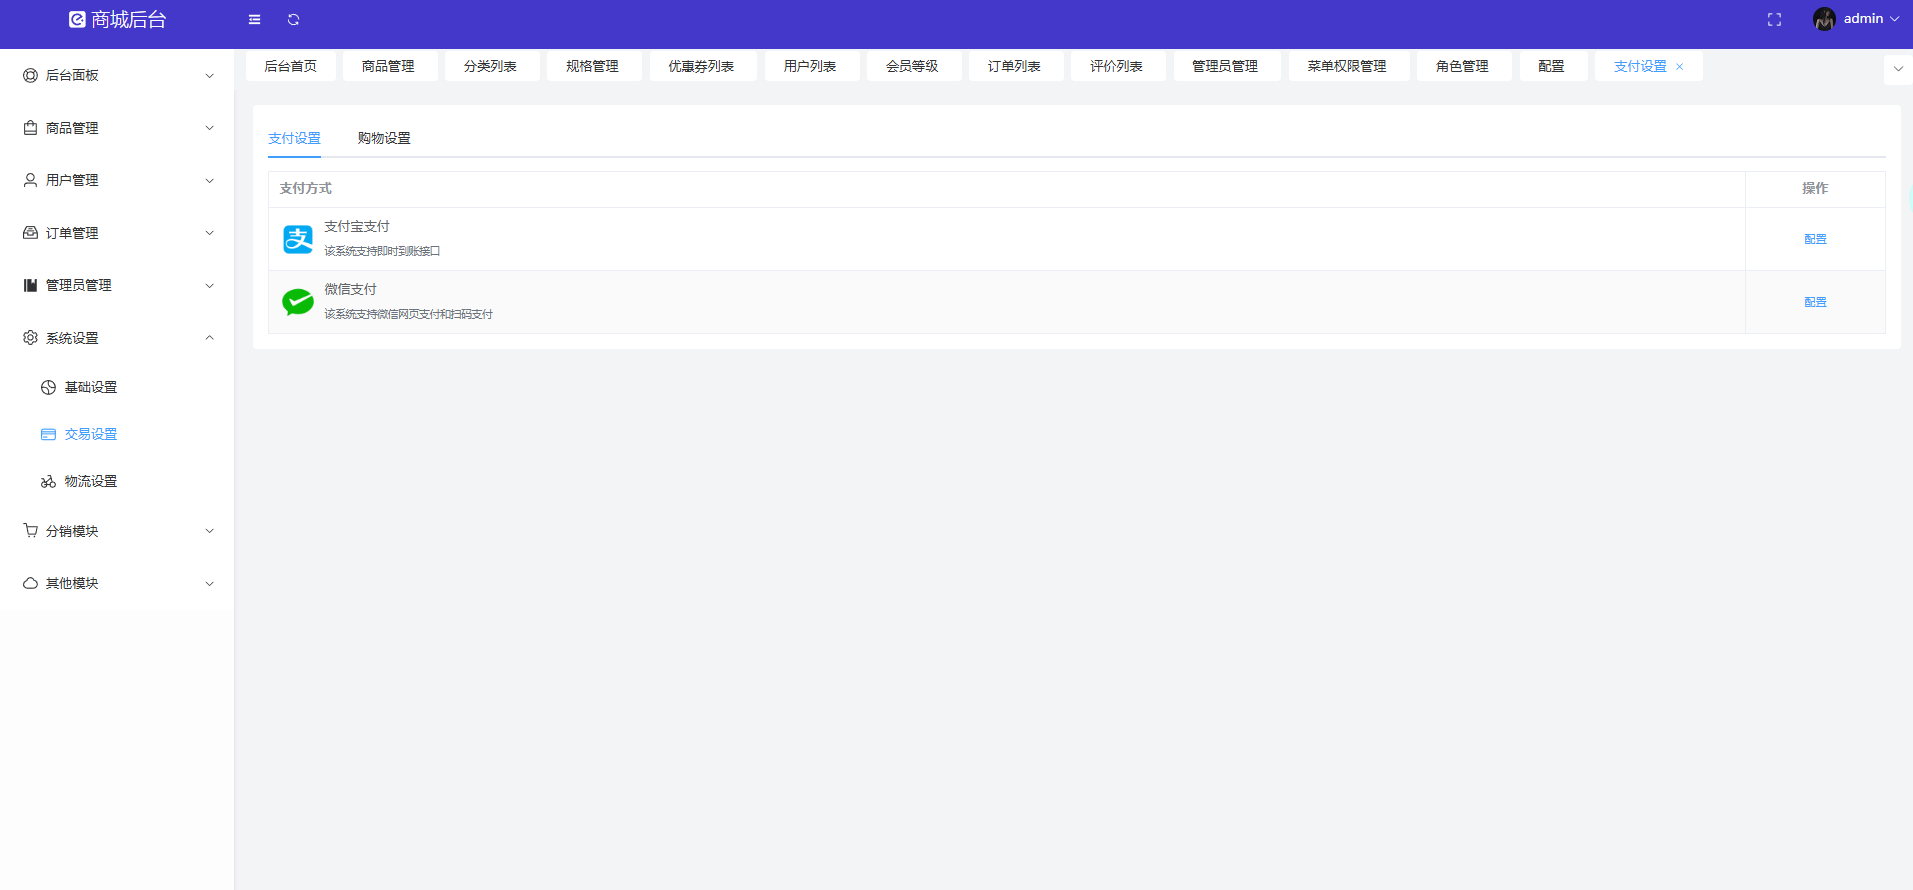 商城后台
admin
后台首页 商品管理 分类列表 规格管理 优惠券列表 用户列表 会员等级 订单列表 评价列表 管理员管理 菜单权限管理 角色管理 配置 支付设置
后台面板
商品管理
用户管理
订单管理
管理员管理
系统设置
基础设置
交易设置
物流设置
分销模块
其他模块
支付设置 购物设置
支付方式 操作
支付宝支付
该系统支持即时到账接口
配置
微信支付
该系统支持微信网页支付和扫码支付
配置